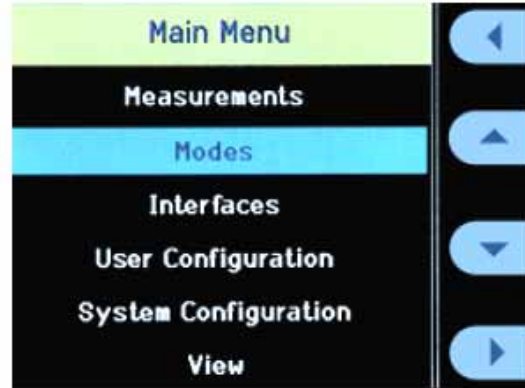 Main Menu
Measurements
Modes
Interfaces
User Configuration
System Configuration
View